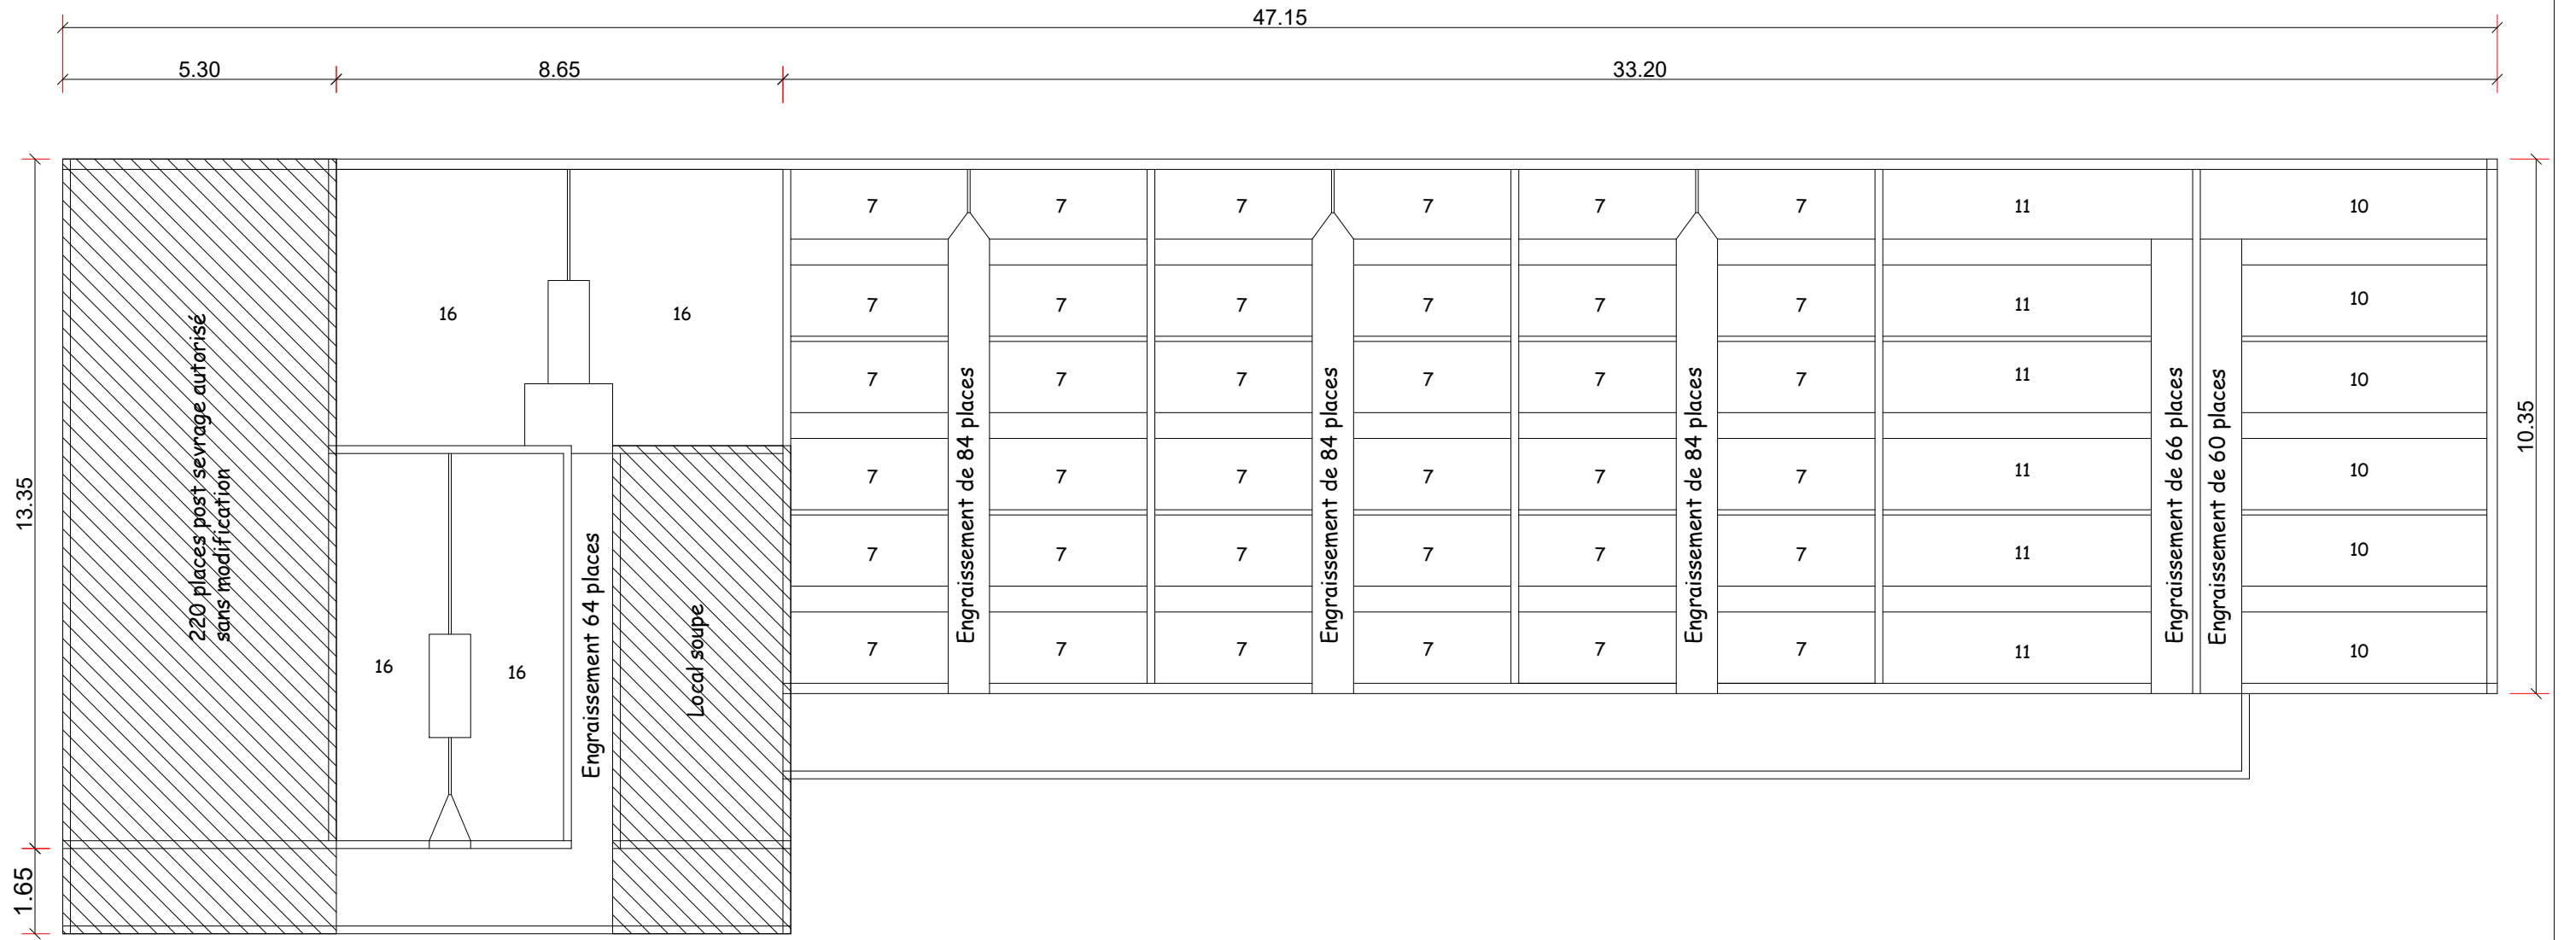 47.15
5.30 8.65 33.20
7 7 7 7 7 7 11 10
16 16 7 7 7 7 7 7 11 10
7 7 7 7 7 7 11 10
7 7 7 7 7 7 11 10
7 7 7 7 7 7 11 10
7 7 7 7 7 7 11 10
16 16
13.35
1.65
220 places post sevrage autorisé
sans modification
Engraissement 64 places
Local soupe
Engraissement de 84 places
Engraissement de 84 places
Engraissement de 84 places
Engraissement de 66 places
Engraissement de 60 places
10.35